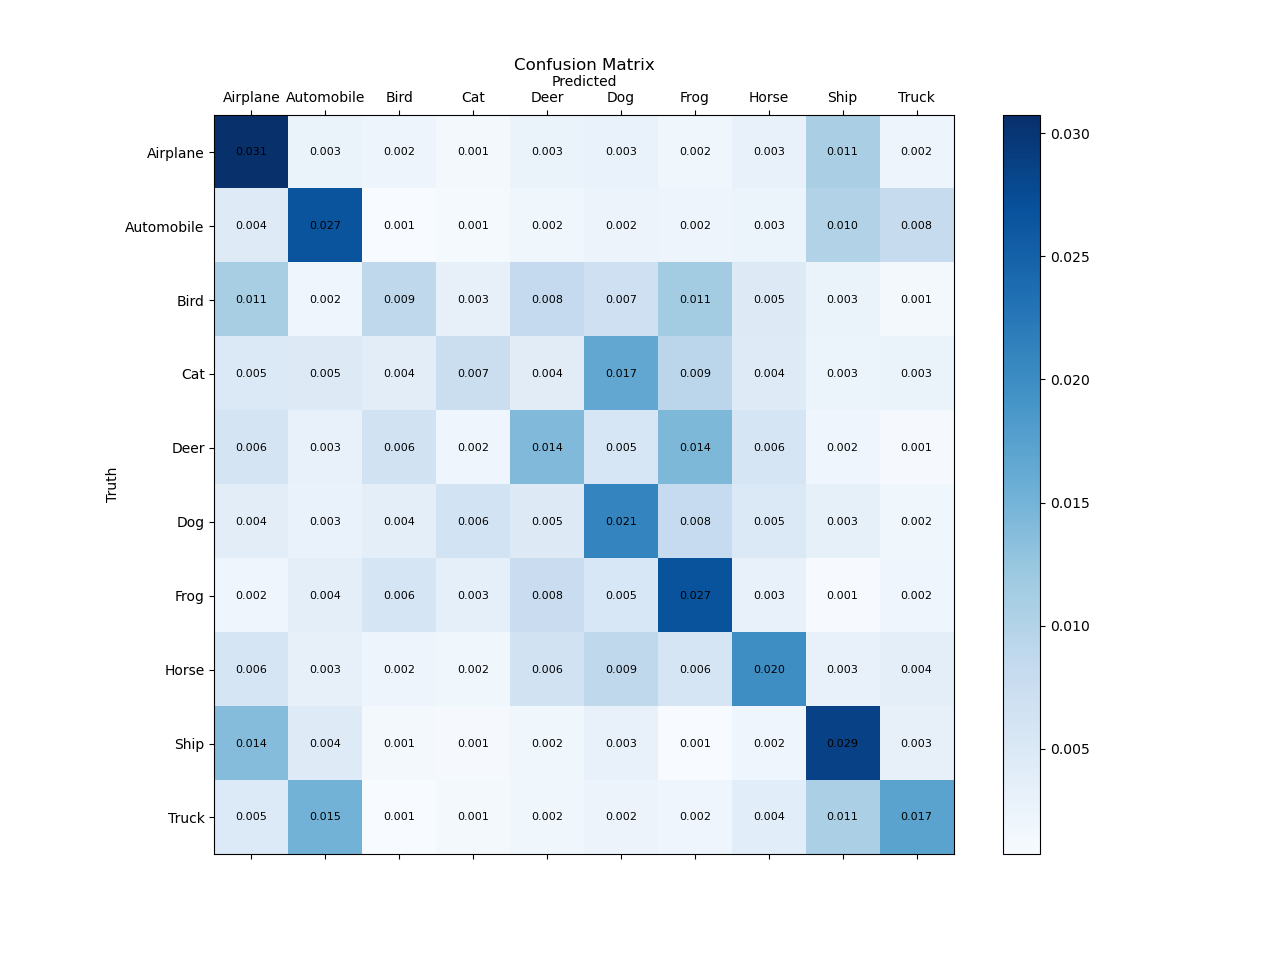 Confusion Matrix
Predicted
Airplane Automobile Bird Cat Deer Dog Frog Horse Ship Truck
Airplane 0.031 0.003 0.002 0.001 0.003 0.003 0.002 0.003 0.011 0.002
Automobile 0.004 0.027 0.001 0.001 0.002 0.002 0.002 0.003 0.010 0.008
Bird 0.011 0.002 0.009 0.003 0.008 0.007 0.011 0.005 0.003 0.001
Cat 0.005 0.005 0.004 0.007 0.004 0.017 0.009 0.004 0.003 0.003
Deer 0.006 0.003 0.006 0.002 0.014 0.005 0.014 0.006 0.002 0.001
Truth
Dog 0.004 0.003 0.004 0.006 0.005 0.021 0.008 0.005 0.003 0.002
Frog 0.002 0.004 0.006 0.003 0.008 0.005 0.027 0.003 0.001 0.002
Horse 0.006 0.003 0.002 0.002 0.006 0.009 0.006 0.020 0.003 0.004
Ship 0.014 0.004 0.001 0.001 0.002 0.003 0.001 0.002 0.029 0.003
Truck 0.005 0.015 0.001 0.001 0.002 0.002 0.002 0.004 0.011 0.017
0.030
0.025
0.020
0.015
0.010
0.005